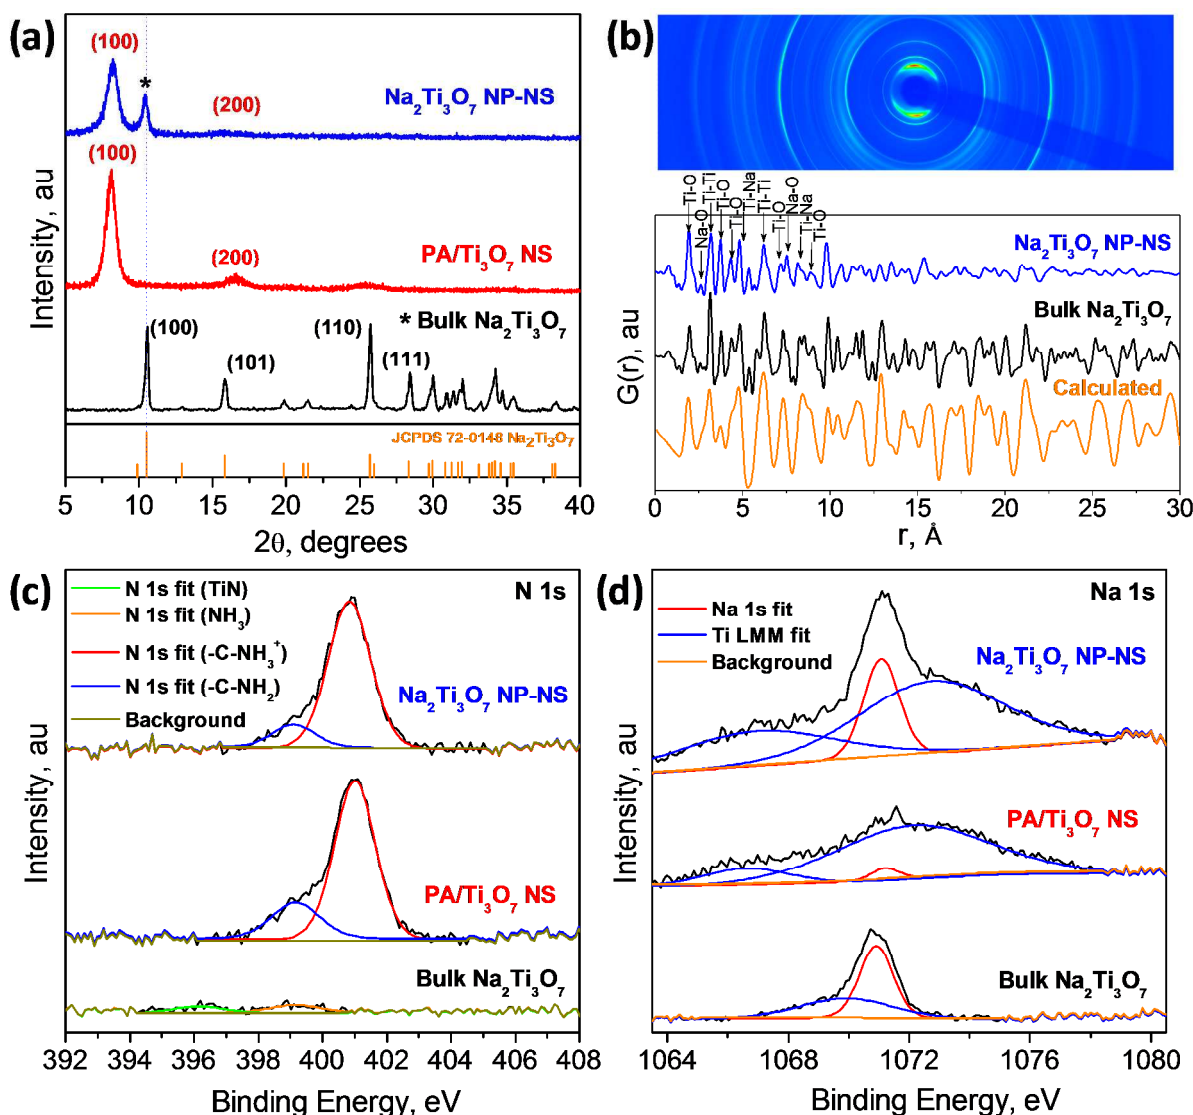 (a)
(100)
*
(200)
Na₂Ti₃O₇ NP-NS
(100)
PA/Ti₃O₇ NS
(200)
* Bulk Na₂Ti₃O₇
(100)
(101)
(110)
(111)
JCPDS 72-0148 Na₂Ti₃O₇
5 10 15 20 25 30 35 40
2θ, degrees
Intensity, au
(b)
Ti-O
Na-O
Ti-Ti
Ti-O
Ti-O
Ti-Na
Ti-Ti
Ti-O
Na-O
Ti-Na
Ti-O
Na₂Ti₃O₇ NP-NS
Bulk Na₂Ti₃O₇
Calculated
G(r), au
0 5 10 15 20 25 30
r, Å
(c)
N 1s fit (TiN)
N 1s fit (NH₃)
N 1s fit (-C-NH₃⁺)
N 1s fit (-C-NH₂)
Background
N 1s
Na₂Ti₃O₇ NP-NS
PA/Ti₃O₇ NS
Bulk Na₂Ti₃O₇
Intensity, au
392 394 396 398 400 402 404 406 408
Binding Energy, eV
(d)
Na 1s fit
Ti LMM fit
Background
Na 1s
Na₂Ti₃O₇ NP-NS
PA/Ti₃O₇ NS
Bulk Na₂Ti₃O₇
Intensity, au
1064 1068 1072 1076 1080
Binding Energy, eV